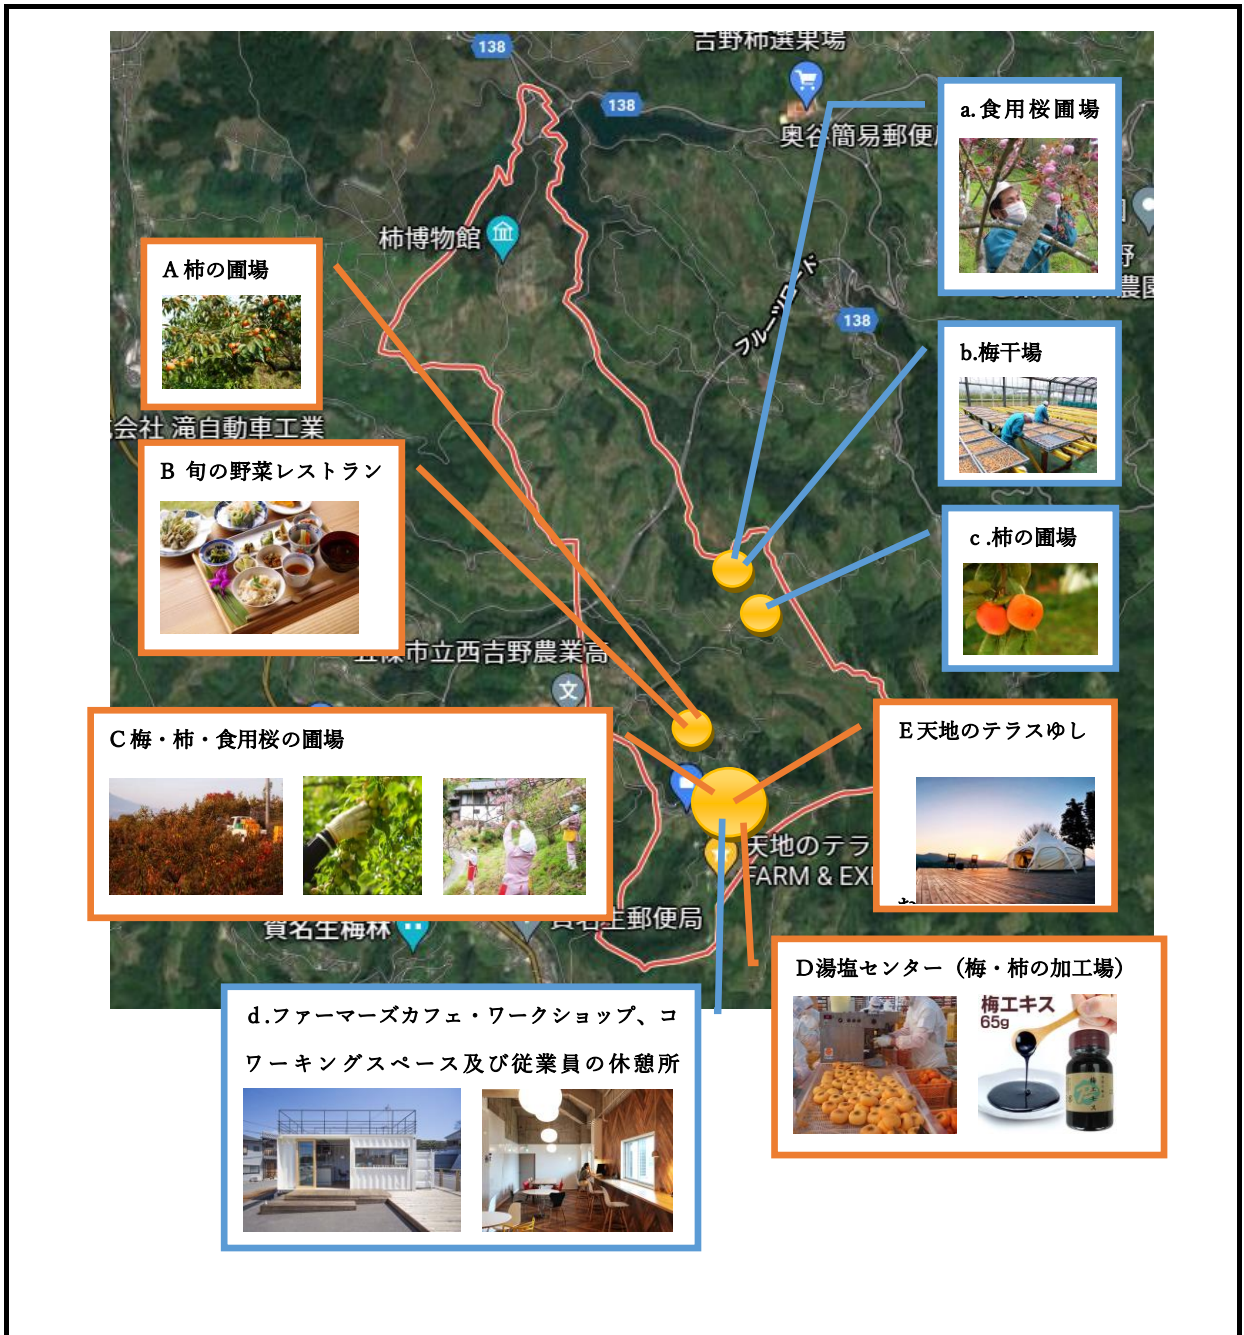 138
吉野柿選果場
138
奥谷簡易郵便
a.食用桜圃場
柿博物館
野
農園
A 柿の圃場
フルーツロード
138
b.梅干場
会社 滝自動車工業
B 旬の野菜レストラン
c.柿の圃場
五條市立西吉野農業高
文
C 梅・柿・食用桜の圃場
E 天地のテラスゆし
天地のテラ
FARM & EX
賀名生梅林
賀名生郵便局
D湯塩センター（梅・柿の加工場）
梅エキス
65g
d.ファーマーズカフェ・ワークショップ、コ
ワーキングスペース及び従業員の休憩所